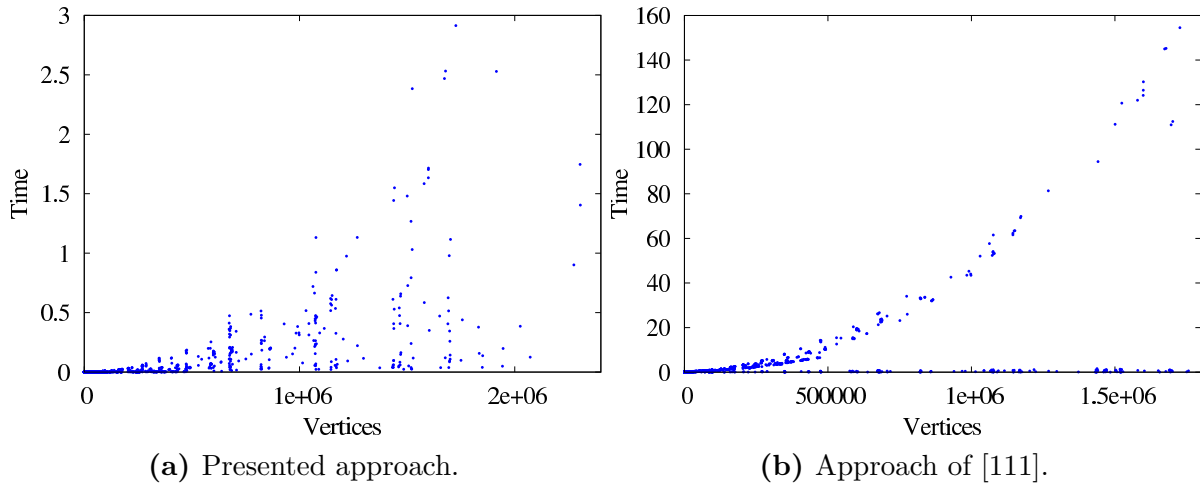 3
2.5
2
1.5
1
0.5
0
Time
0 1e+06 2e+06
Vertices
(a) Presented approach.
160
140
120
100
80
60
40
20
0
Time
0 500000 1e+06 1.5e+06
Vertices
(b) Approach of [111].